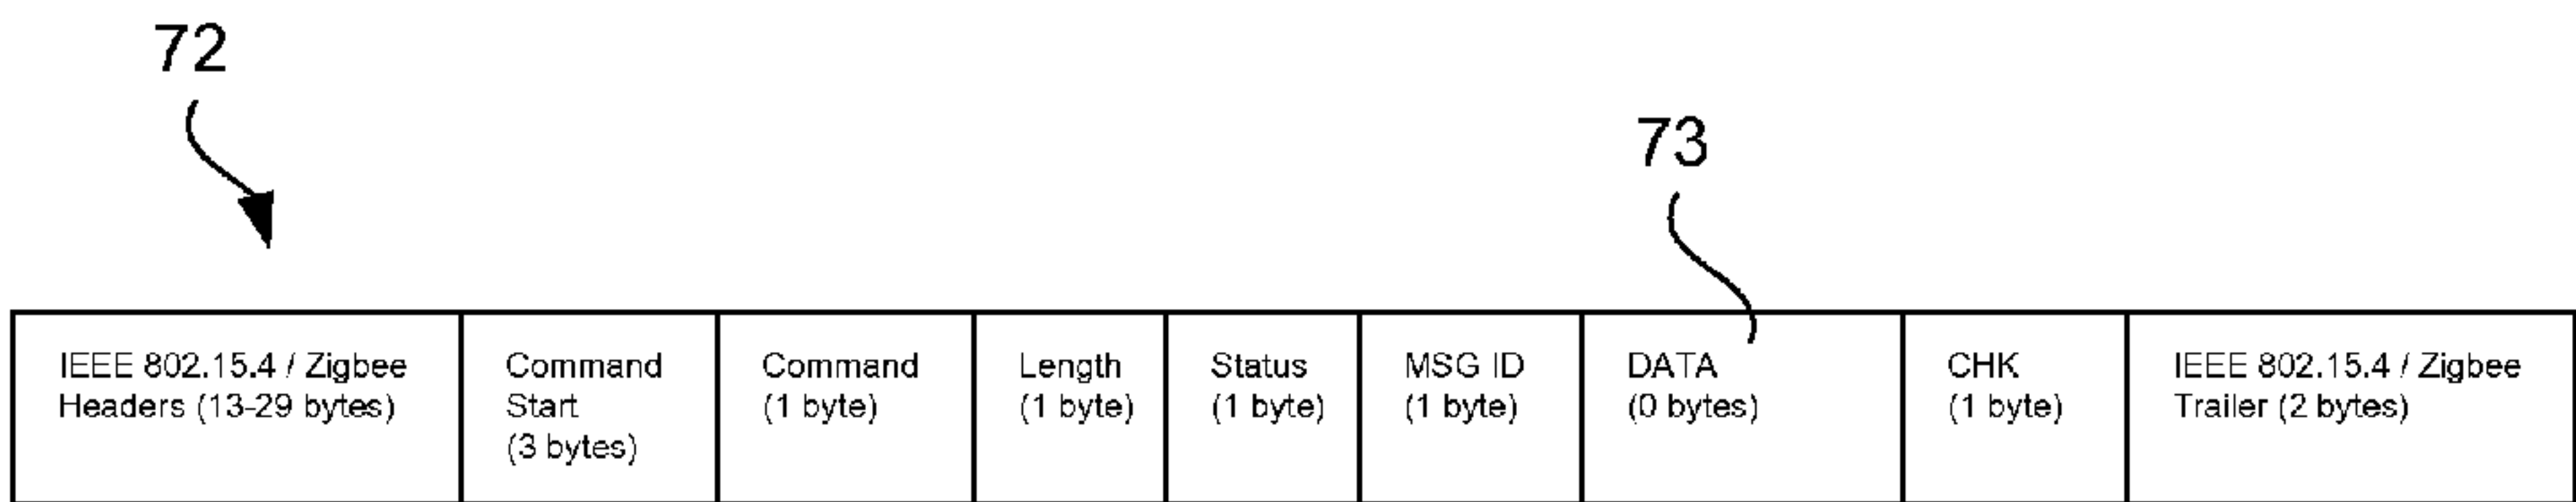 72
73
IEEE 802.15.4 / Zigbee
Headers (13-29 bytes)
Command
Start
(3 bytes)
Command
(1 byte)
Length
(1 byte)
Status
(1 byte)
MSG ID
(1 byte)
DATA
(0 bytes)
CHK
(1 byte)
IEEE 802.15.4 / Zigbee
Trailer (2 bytes)